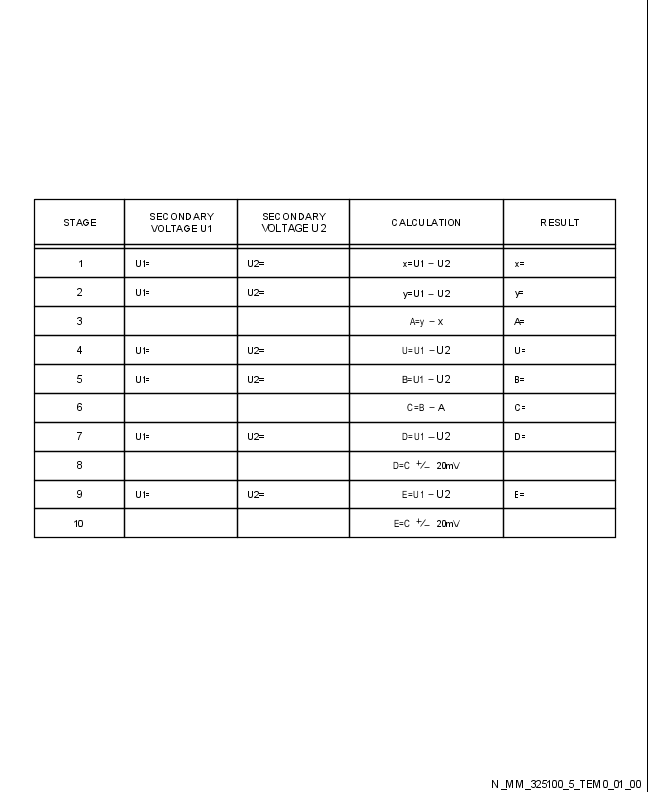 STAGE SECONDARY VOLTAGE U1 SECONDARY VOLTAGE U2 CALCULATION RESULT
1 U1= U2= x=U1 – U2 x=
2 U1= U2= y=U1 – U2 y=
3 A=y – x A=
4 U1= U2= U=U1 – U2 U=
5 U1= U2= B=U1 – U2 B=
6 C=B – A C=
7 U1= U2= D=U1 – U2 D=
8 D=C +/– 20mV
9 U1= U2= E=U1 – U2 E=
10 E=C +/– 20mV
N_MM_325100_5_TEM0_01_00